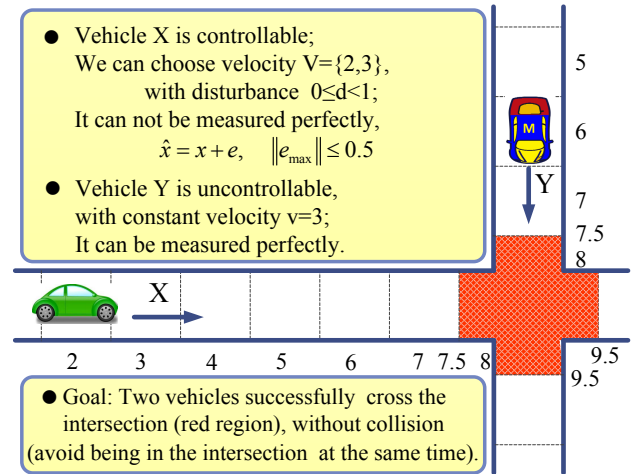 ● Vehicle X is controllable;
We can choose velocity V={2,3},
with disturbance 0≤d<1;
It can not be measured perfectly,
x̂ = x + e, ‖e_max‖ ≤ 0.5
● Vehicle Y is uncontrollable,
with constant velocity v=3;
It can be measured perfectly.
5
6
M
Y
7
7.5
8
X
2 3 4 5 6 7 7.5 8
9.5
9.5
● Goal: Two vehicles successfully cross the
intersection (red region), without collision
(avoid being in the intersection at the same time).